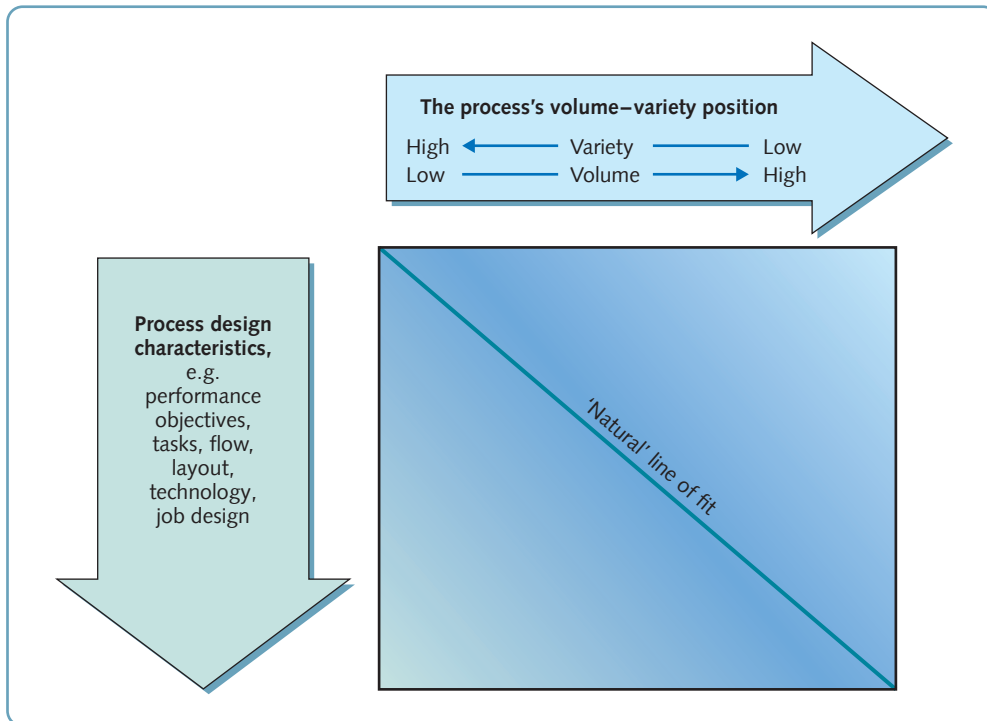 The process's volume–variety position
High Variety Low
Low Volume High
Process design
characteristics,
e.g.
performance
objectives,
tasks, flow,
layout,
technology,
job design
'Natural' line of fit